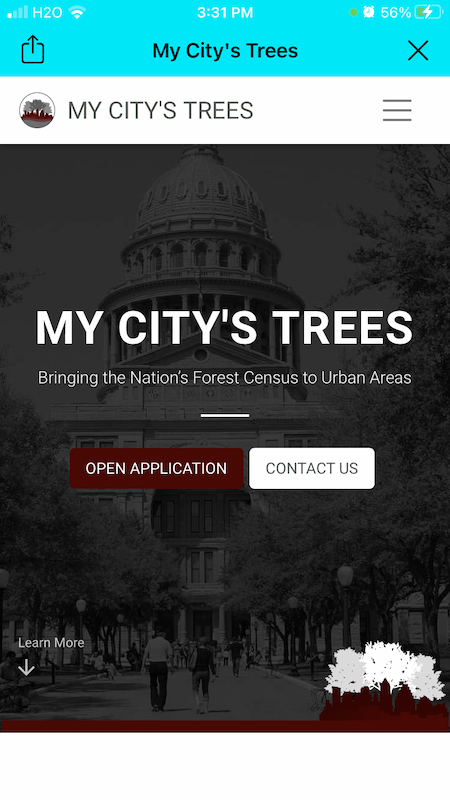 H2O 3:31 PM 56%
My City's Trees
MY CITY'S TREES
MY CITY'S TREES
Bringing the Nation's Forest Census to Urban Areas
OPEN APPLICATION CONTACT US
Learn More